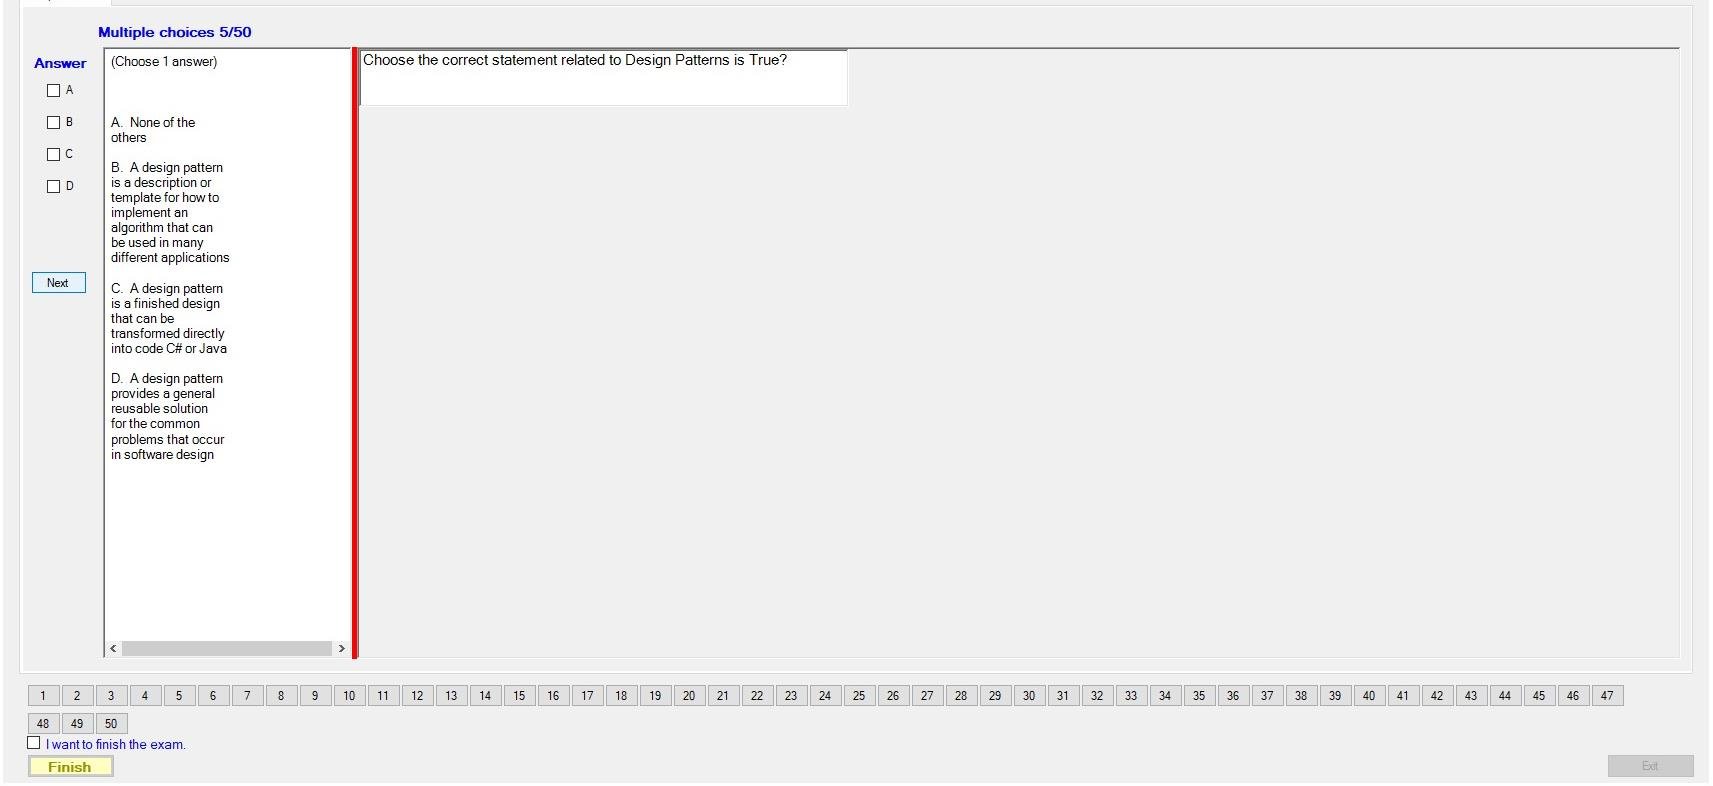 Multiple choices 5/50
Answer
A
B
C
D
Next
(Choose 1 answer)
A. None of the
others
B. A design pattern
is a description or
template for how to
implement an
algorithm that can
be used in many
different applications
C. A design pattern
is a finished design
that can be
transformed directly
into code C# or Java
D. A design pattern
provides a general
reusable solution
for the common
problems that occur
in software design
Choose the correct statement related to Design Patterns is True?
1 2 3 4 5 6 7 8 9 10 11 12 13 14 15 16 17 18 19 20 21 22 23 24 25 26 27 28 29 30 31 32 33 34 35 36 37 38 39 40 41 42 43 44 45 46 47
48 49 50
I want to finish the exam.
Finish
Exit